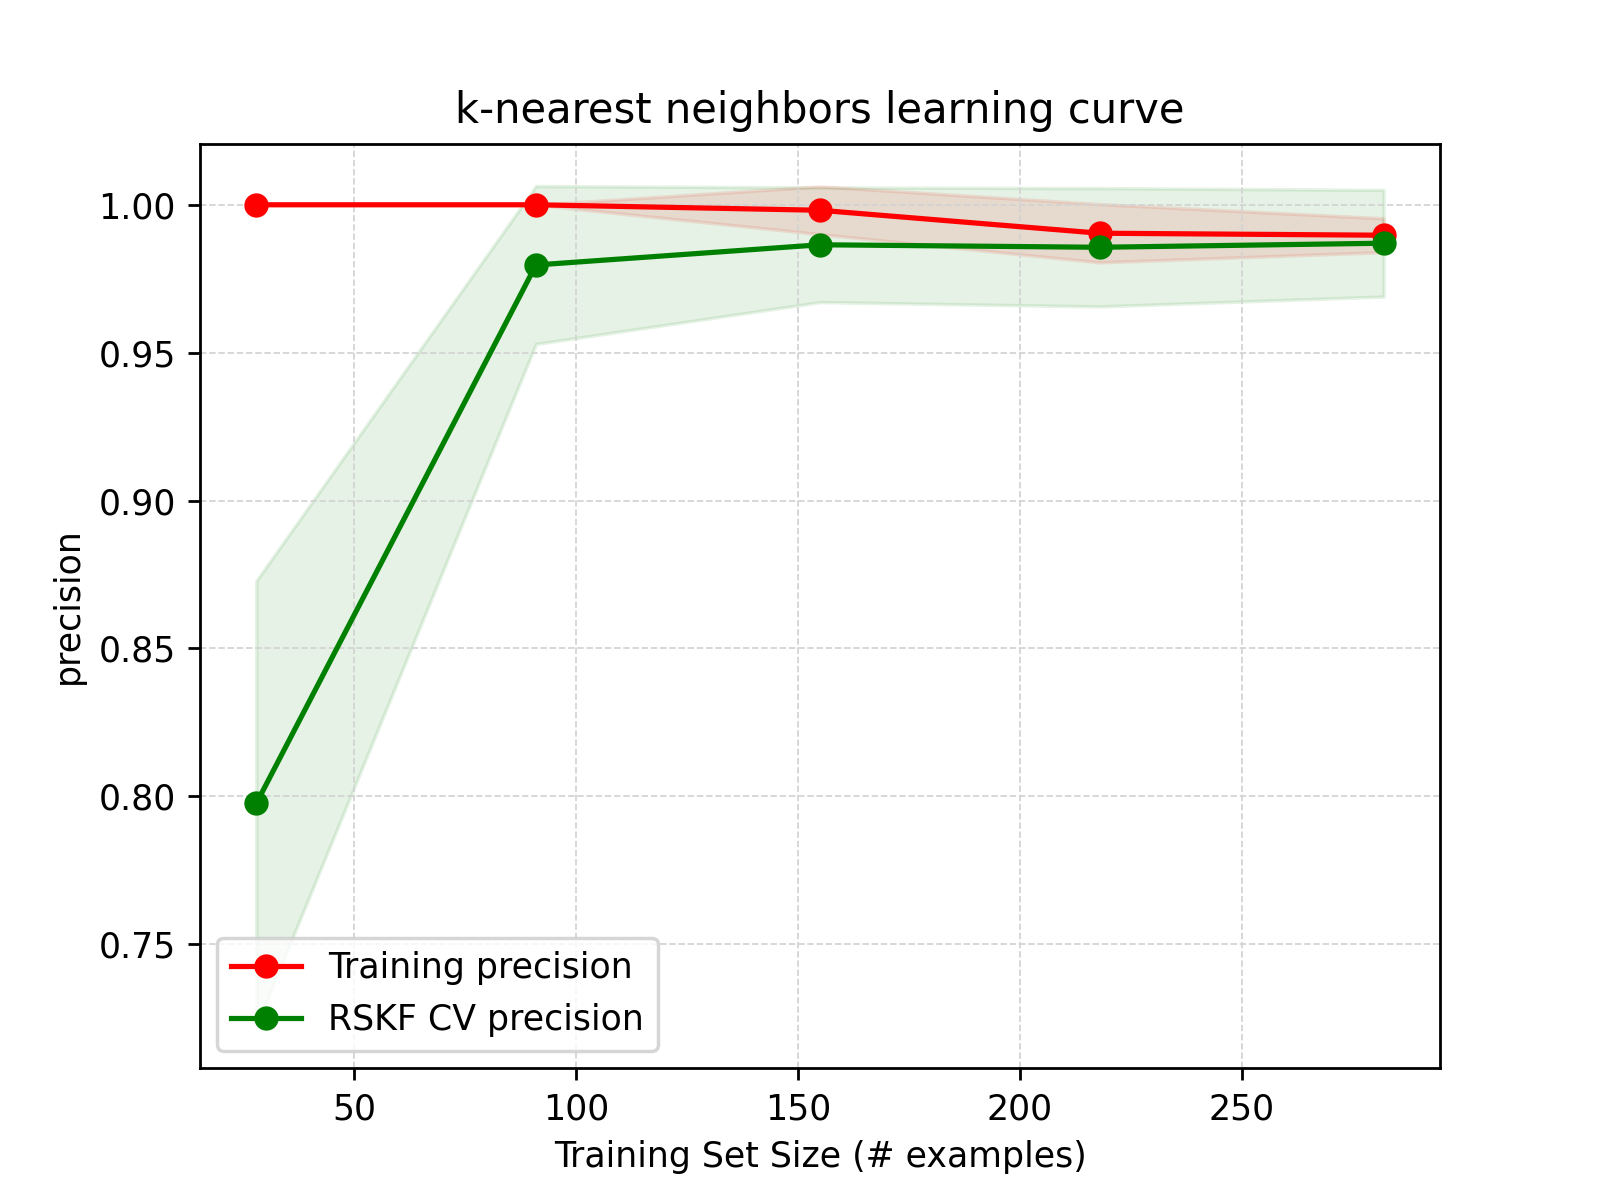 k-nearest neighbors learning curve
1.00
0.95
0.90
0.85
0.80
0.75
precision
Training precision
RSKF CV precision
50 100 150 200 250
Training Set Size (# examples)